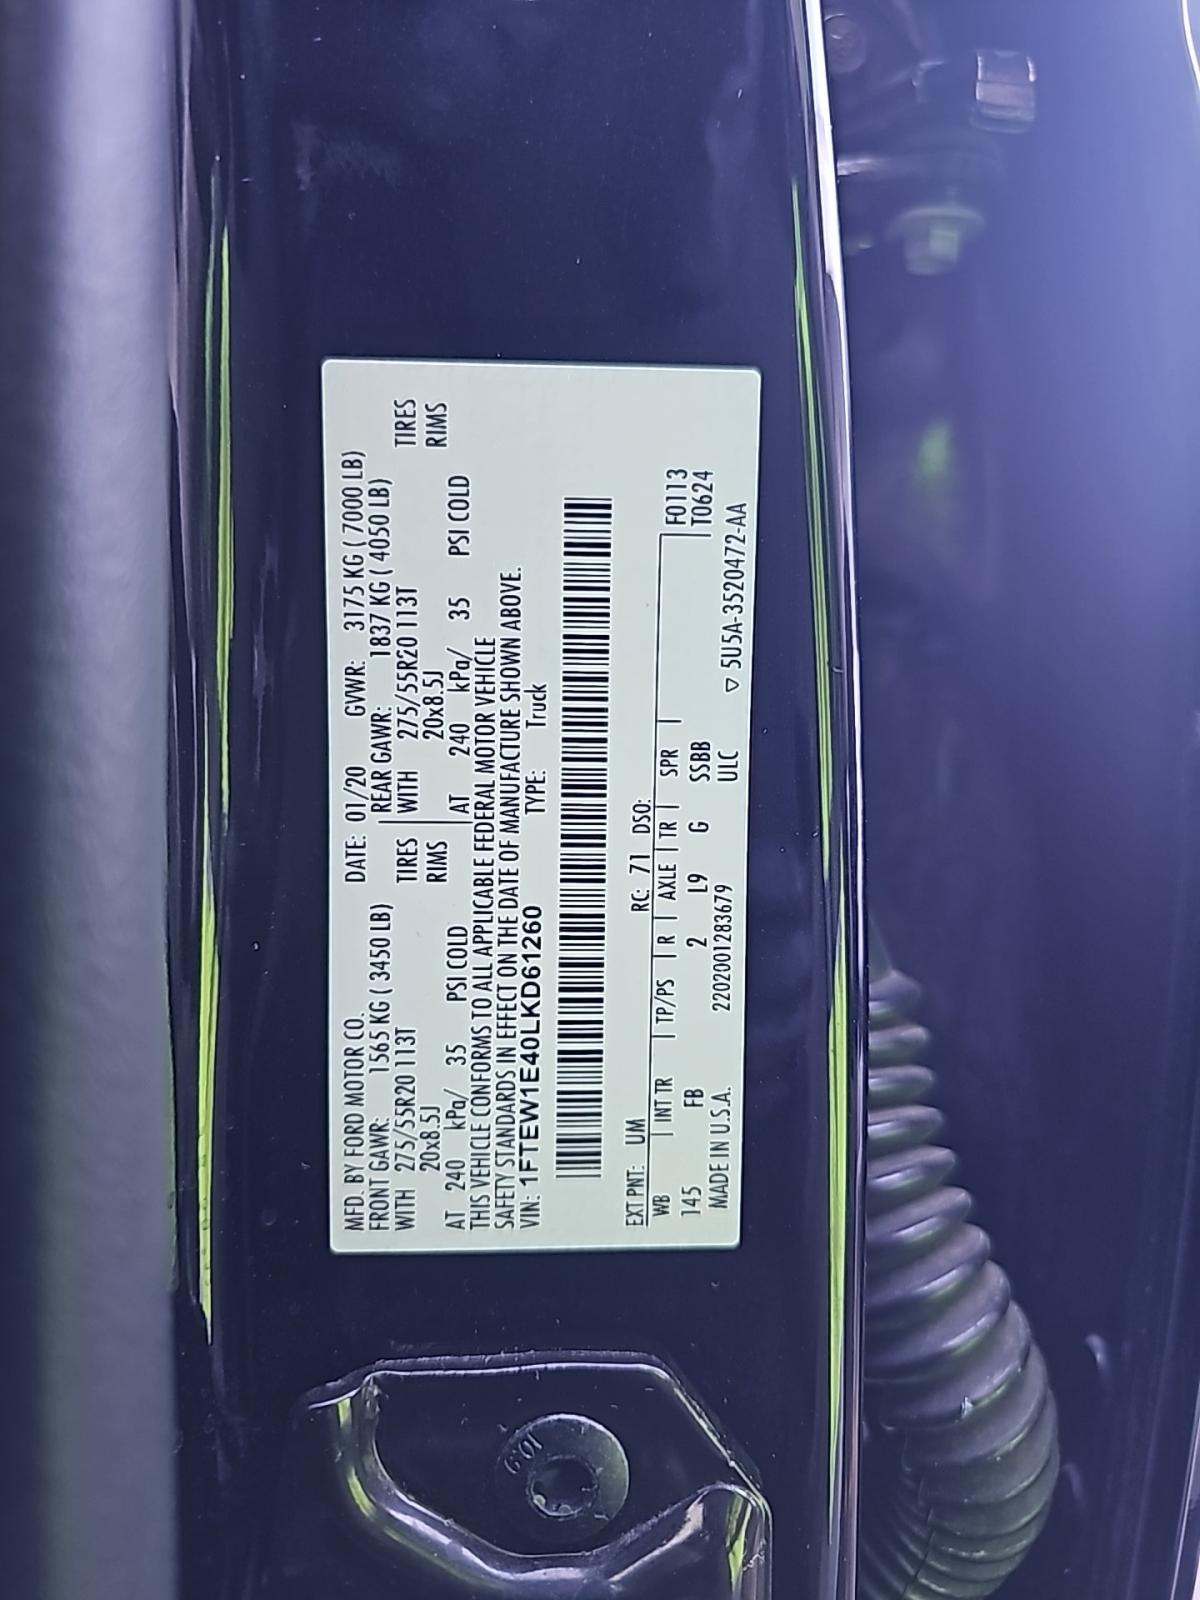 MFD. BY FORD MOTOR CO. DATE: 01/20 GVWR: 3175 KG ( 7000 LB)
FRONT GAWR: 1565 KG ( 3450 LB) REAR GAWR: 1837 KG ( 4050 LB)
WITH 275/55R20 113T TIRES WITH 275/55R20 113T TIRES
20x8.5J RIMS 20x8.5J RIMS
AT 240 kPa/ 35 PSI COLD AT 240 kPa/ 35 PSI COLD
THIS VEHICLE CONFORMS TO ALL APPLICABLE FEDERAL MOTOR VEHICLE
SAFETY STANDARDS IN EFFECT ON THE DATE OF MANUFACTURE SHOWN ABOVE.
VIN: 1FTEW1E40LKD61260 TYPE: Truck
EXT PNT: UM RC: 71 DSO:
WB INT TR TP/PS R AXLE TR SPR F0113
145 FB 2 L9 G SSBB T0624
MADE IN U.S.A. 220200128​3679 ULC ▽ 5U5A-3520472-AA
10.9